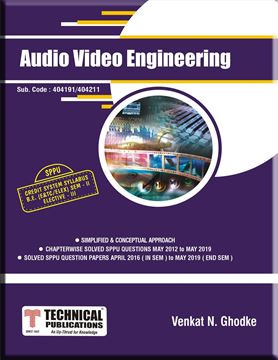 Audio Video Engineering
Sub. Code : 404191/404211
SPPU
CREDIT SYSTEM SYLLABUS
B.E. (E&TC/ELEX) SEM - II
ELECTIVE - III
SIMPLIFIED & CONCEPTUAL APPROACH
CHAPTERWISE SOLVED SPPU QUESTIONS MAY 2012 to MAY 2019
SOLVED SPPU QUESTION PAPERS APRIL 2016 ( IN SEM ) to MAY 2019 ( END SEM )
TECHNICAL
PUBLICATIONS
SINCE 1993
An Up-Thrust for Knowledge
Venkat N. Ghodke